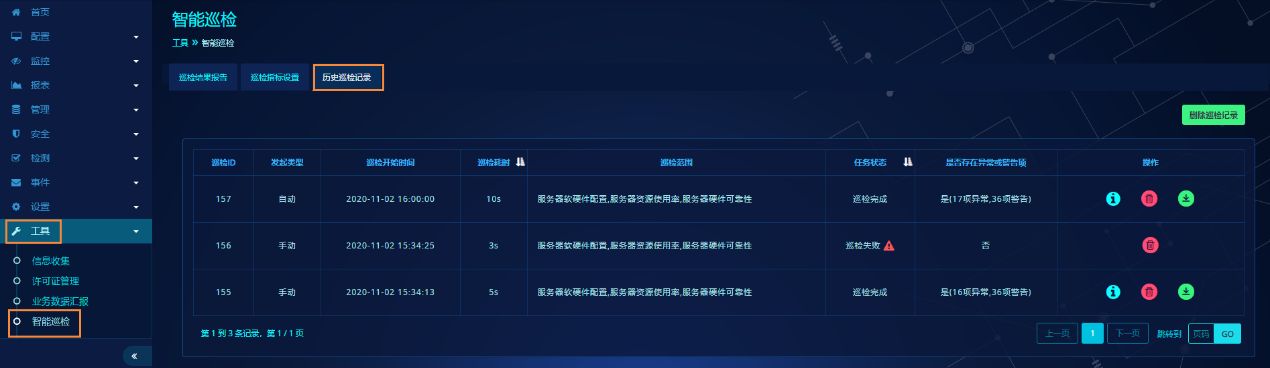 首页
配置
监控
报表
管理
安全
检测
事件
设置
工具
信息收集
许可证管理
业务数据汇报
智能巡检
«
智能巡检
工具 » 智能巡检
巡检结果报告 巡检指标设置 历史巡检记录
删除巡检记录
巡检ID 发起类型 巡检开始时间 巡检耗时 巡检范围 任务状态 是否存在异常或警告项 操作
157 自动 2020-11-02 16:00:00 10s 服务器软硬件配置,服务器资源使用率,服务器硬件可靠性 巡检完成 是(17项异常,36项警告)
156 手动 2020-11-02 15:34:25 3s 服务器软硬件配置,服务器资源使用率,服务器硬件可靠性 巡检失败 否
155 手动 2020-11-02 15:34:13 5s 服务器软硬件配置,服务器资源使用率,服务器硬件可靠性 巡检完成 是(16项异常,36项警告)
第 1 到 3 条记录，第 1 / 1 页 上一页 1 下一页 跳转到 页码 GO